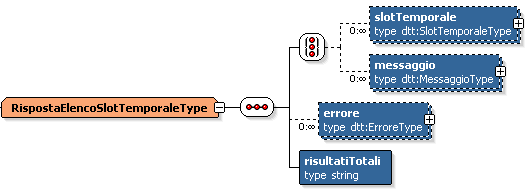 slotTemporale
type dtt:SlotTemporaleType
0:∞
messaggio
type dtt:MessaggioType
0:∞
RispostaElencoSlotTemporaleType
errore
type dtt:ErroreType
0:∞
risultatiTotali
type string